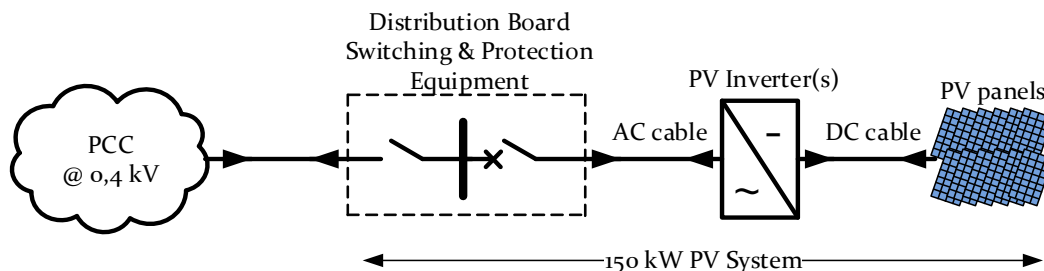 Distribution Board
Switching & Protection
Equipment
PV Inverter(s)
PV panels
PCC
@ 0,4 kV
AC cable
DC cable
–
~
150 kW PV System